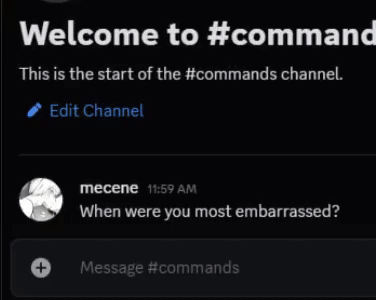 Welcome to #command
This is the start of the #commands channel.
Edit Channel
mecene 11:59 AM
When were you most embarrassed?
Message #commands